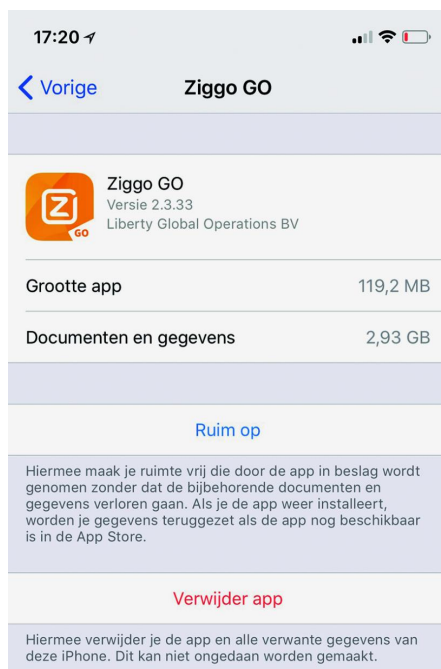 17:20
Vorige
Ziggo GO
Z
GO
Ziggo GO
Versie 2.3.33
Liberty Global Operations BV
Grootte app 119,2 MB
Documenten en gegevens 2,93 GB
Ruim op
Hiermee maak je ruimte vrij die door de app in beslag wordt
genomen zonder dat de bijbehorende documenten en
gegevens verloren gaan. Als je de app weer installeert,
worden je gegevens teruggezet als de app nog beschikbaar
is in de App Store.
Verwijder app
Hiermee verwijder je de app en alle verwante gegevens van
deze iPhone. Dit kan niet ongedaan worden gemaakt.